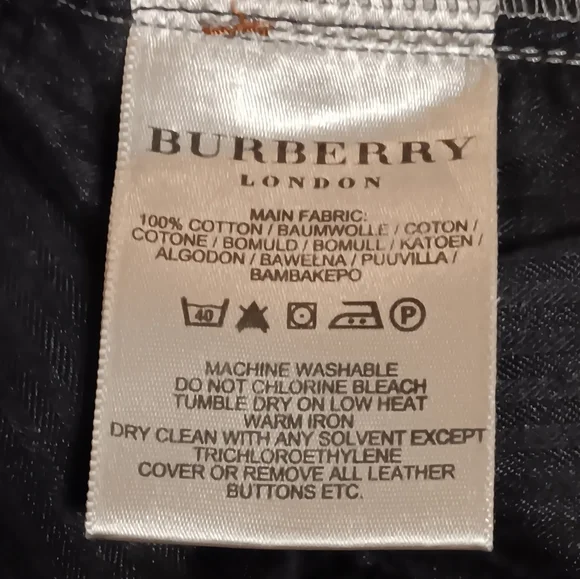 BURBERRY
LONDON
MAIN FABRIC:
100% COTTON / BAUMWOLLE / COTON /
COTONE / BOMULD / BOMULL / KATOEN /
ALGODON / BAWEŁNA / PUUVILLA /
BAMBAKEPO
40 P
MACHINE WASHABLE
DO NOT CHLORINE BLEACH
TUMBLE DRY ON LOW HEAT
WARM IRON
DRY CLEAN WITH ANY SOLVENT EXCEPT
TRICHLOROETHYLENE
COVER OR REMOVE ALL LEATHER
BUTTONS ETC.